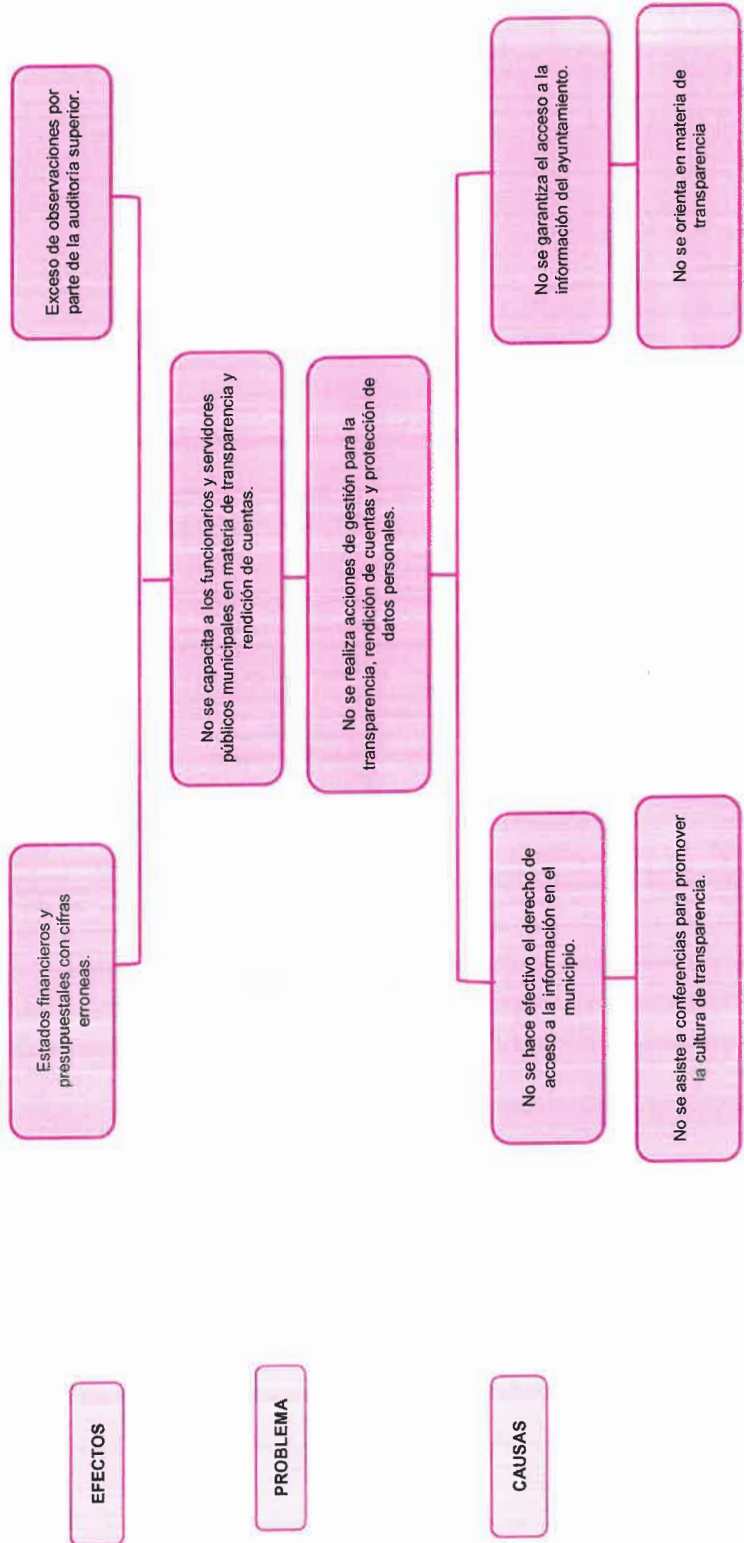 EFECTOS
Estados financieros y
presupuestales con cifras
erroneas.
Exceso de observaciones por
parte de la auditoría superior.
PROBLEMA
No se capacita a los funcionarios y servidores
públicos municipales en materia de transparencia y
rendición de cuentas.
No se realiza acciones de gestión para la
transparencia, rendición de cuentas y protección de
datos personales.
CAUSAS
No se hace efectivo el derecho de
acceso a la información en el
municipio.
No se garantiza el acceso a la
información del ayuntamiento.
No se asiste a conferencias para promover
la cultura de transparencia.
No se orienta en materia de
transparencia